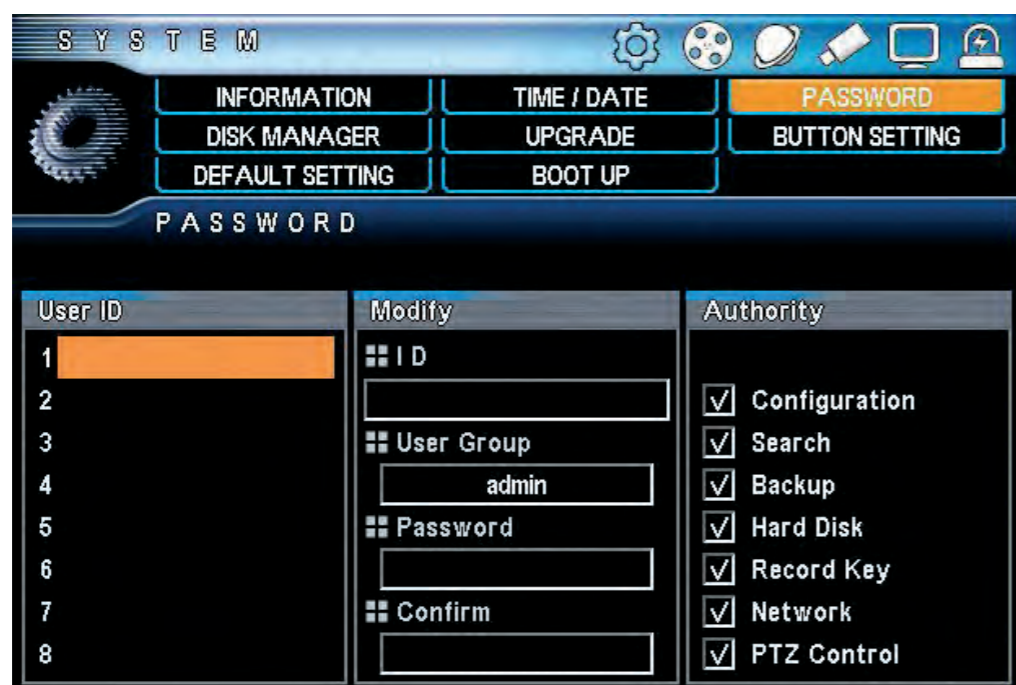 SYSTEM
INFORMATION TIME / DATE PASSWORD
DISK MANAGER UPGRADE BUTTON SETTING
DEFAULT SETTING BOOT UP
PASSWORD
User ID
1
2
3
4
5
6
7
8
Modify
ID
User Group
admin
Password
Confirm
Authority
Configuration
Search
Backup
Hard Disk
Record Key
Network
PTZ Control